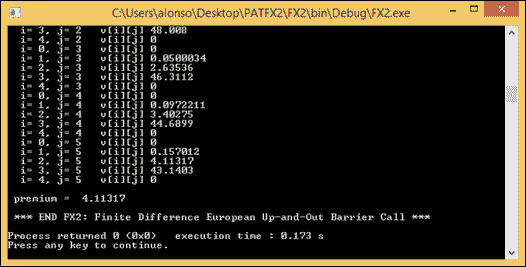 C:\Users\alonso\Desktop\PATFX2\FX2\bin\Debug\FX2.exe
i= 3, j= 2 v[i][j] 48.008
i= 4, j= 2 v[i][j] 0
i= 0, j= 3 v[i][j] 0
i= 1, j= 3 v[i][j] 0.0500034
i= 2, j= 3 v[i][j] 2.63536
i= 3, j= 3 v[i][j] 46.3112
i= 4, j= 3 v[i][j] 0
i= 0, j= 4 v[i][j] 0
i= 1, j= 4 v[i][j] 0.0972211
i= 2, j= 4 v[i][j] 3.40275
i= 3, j= 4 v[i][j] 44.6899
i= 4, j= 4 v[i][j] 0
i= 0, j= 5 v[i][j] 0
i= 1, j= 5 v[i][j] 0.157012
i= 2, j= 5 v[i][j] 4.11317
i= 3, j= 5 v[i][j] 43.1403
i= 4, j= 5 v[i][j] 0
premium = 4.11317
*** END FX2: Finite Difference European Up-and-Out Barrier Call ***
Process returned 0 (0x0) execution time : 0.173 s
Press any key to continue.